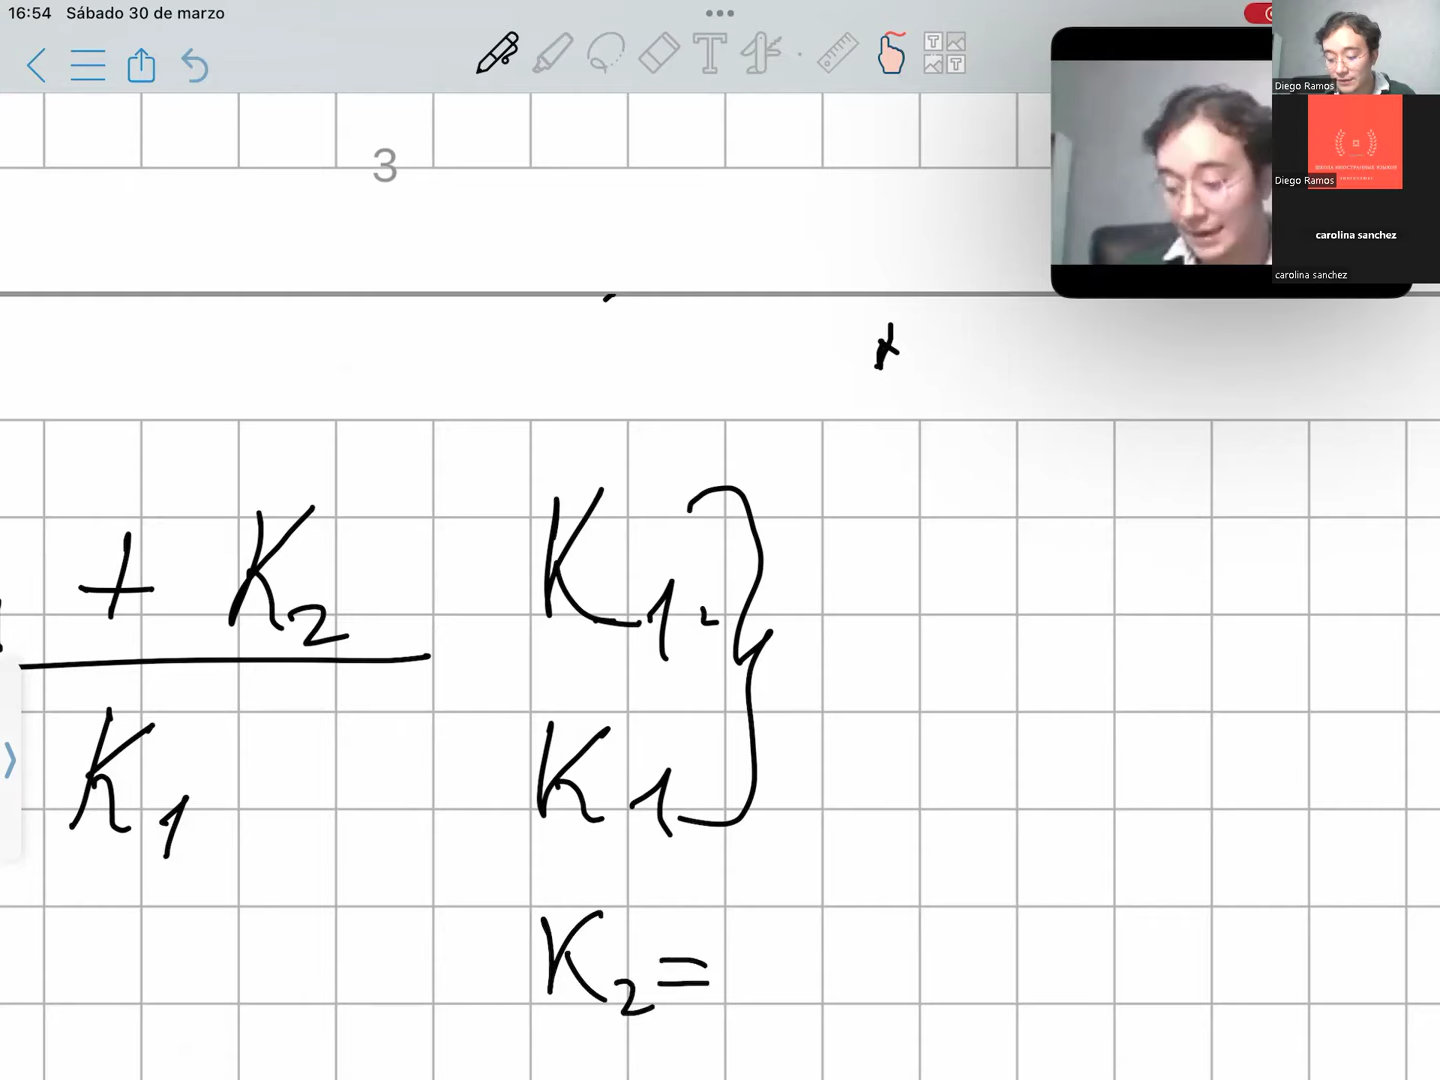 16:54 Sábado 30 de marzo
Diego Ramos
Diego Ramos
carolina sanchez
carolina sanchez
3
+ K2
K1
K1.
K1
K2 =